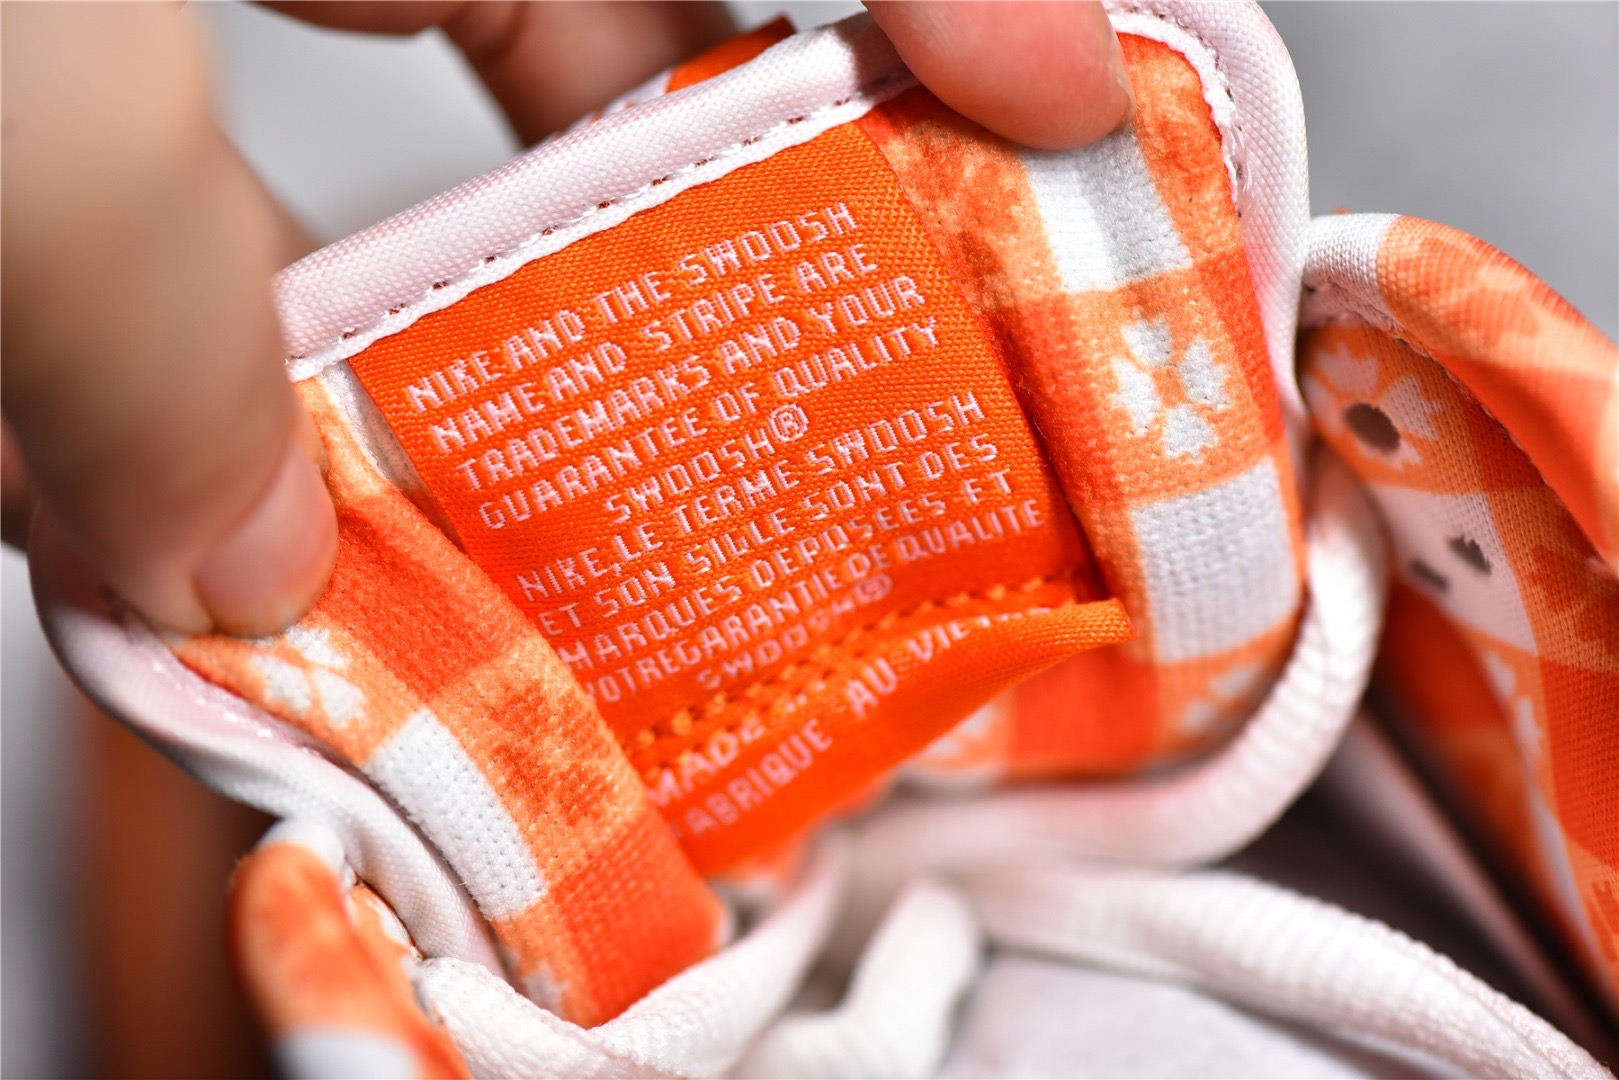 NIKE AND THE SWOOSH
NAME AND STRIPE ARE
TRADEMARKS AND YOUR
GUARANTEE OF QUALITY
SWOOSH®
NIKE, LE TERME SWOOSH
ET SON SIGLE SONT DES
MARQUES DEPOSEES ET
VOTRE GARANTIE DE QUALITE
SWOOSH®
MADE
FABRIQUE AU